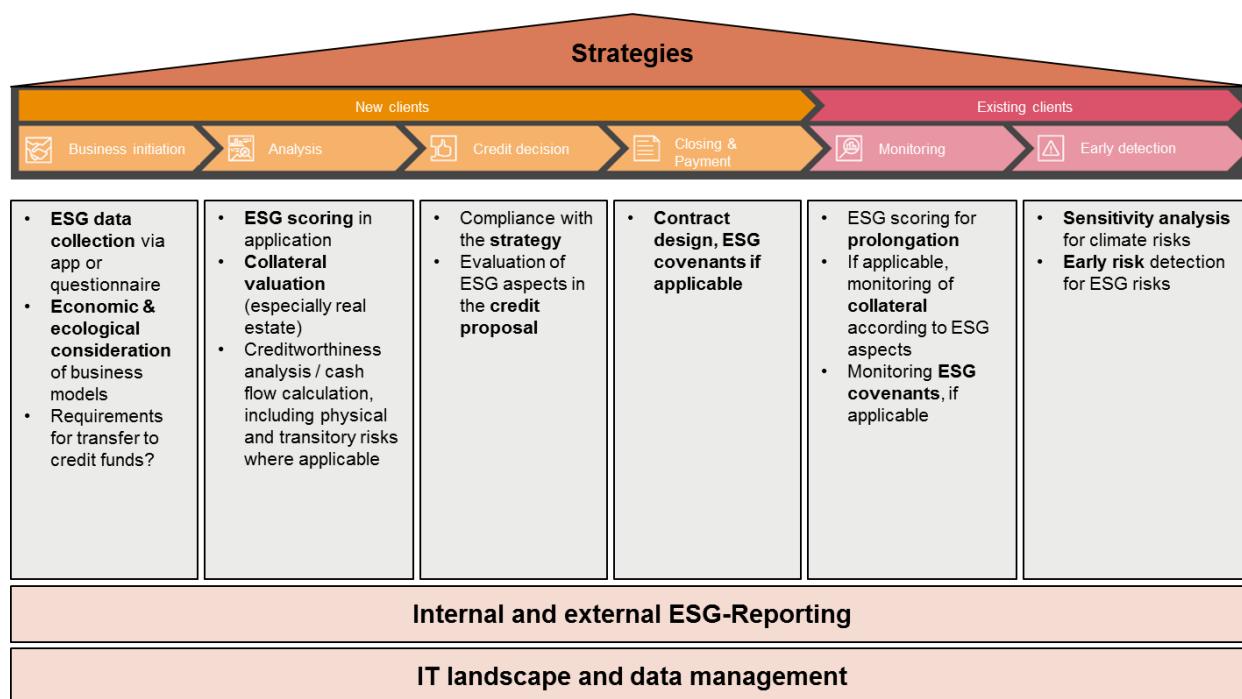 Strategies
New clients
Existing clients
Business initiation
Analysis
Credit decision
Closing &
Payment
Monitoring
Early detection
• ESG data
collection via
app or
questionnaire
• Economic &
ecological
consideration
of business
models
• Requirements
for transfer to
credit funds?
• ESG scoring in
application
• Collateral
valuation
(especially real
estate)
• Creditworthiness
analysis / cash
flow calculation,
including physical
and transitory risks
where applicable
• Compliance with
the strategy
• Evaluation of
ESG aspects in
the credit
proposal
• Contract
design, ESG
covenants if
applicable
• ESG scoring for
prolongation
• If applicable,
monitoring of
collateral
according to ESG
aspects
• Monitoring ESG
covenants, if
applicable
• Sensitivity analysis
for climate risks
• Early risk detection
for ESG risks
Internal and external ESG-Reporting
IT landscape and data management